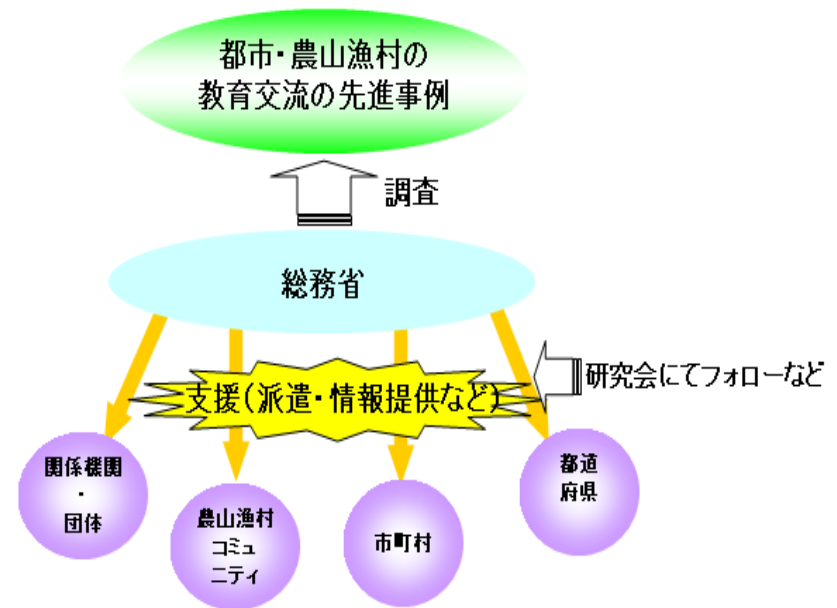 都市・農山漁村の
教育交流の先進事例
調査
総務省
研究会にてフォローなど
支援(派遣・情報提供など)
関係機関
・
団体
農山漁村
コミュ
ニティ
市町村
都道
府県